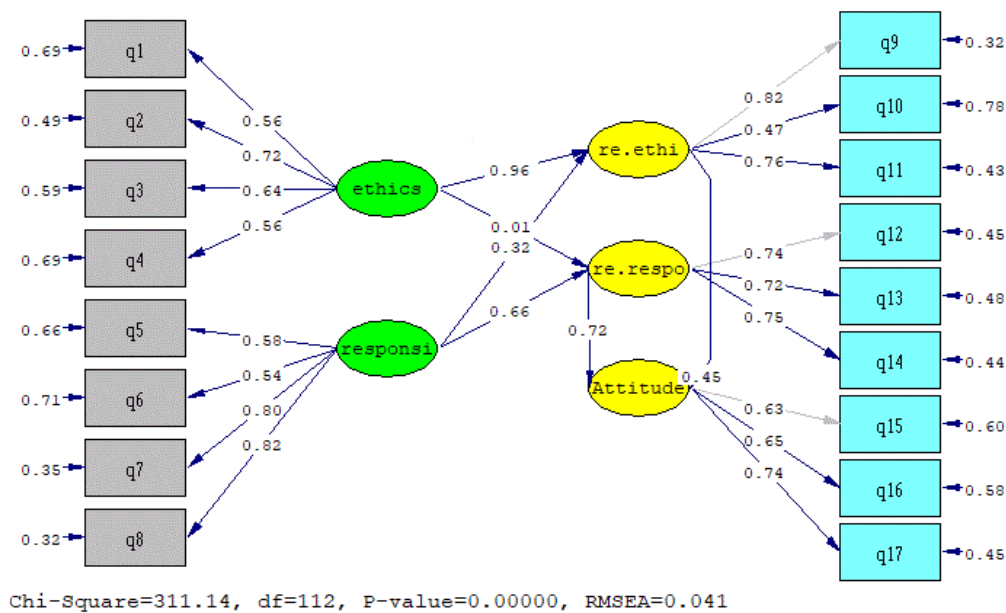 0.69 q1
0.49 q2
0.59 q3
0.69 q4
0.66 q5
0.71 q6
0.35 q7
0.32 q8
0.56
0.72
0.64
0.56
0.58
0.54
0.80
0.82
ethics
responsi
0.96
0.01
0.32
0.66
re.ethi
re.respo
0.72
Attitude
0.45
0.82
0.47
0.76
0.74
0.72
0.75
0.63
0.65
0.74
q9 0.32
q10 0.78
q11 0.43
q12 0.45
q13 0.48
q14 0.44
q15 0.60
q16 0.58
q17 0.45
Chi-Square=311.14, df=112, P-value=0.00000, RMSEA=0.041